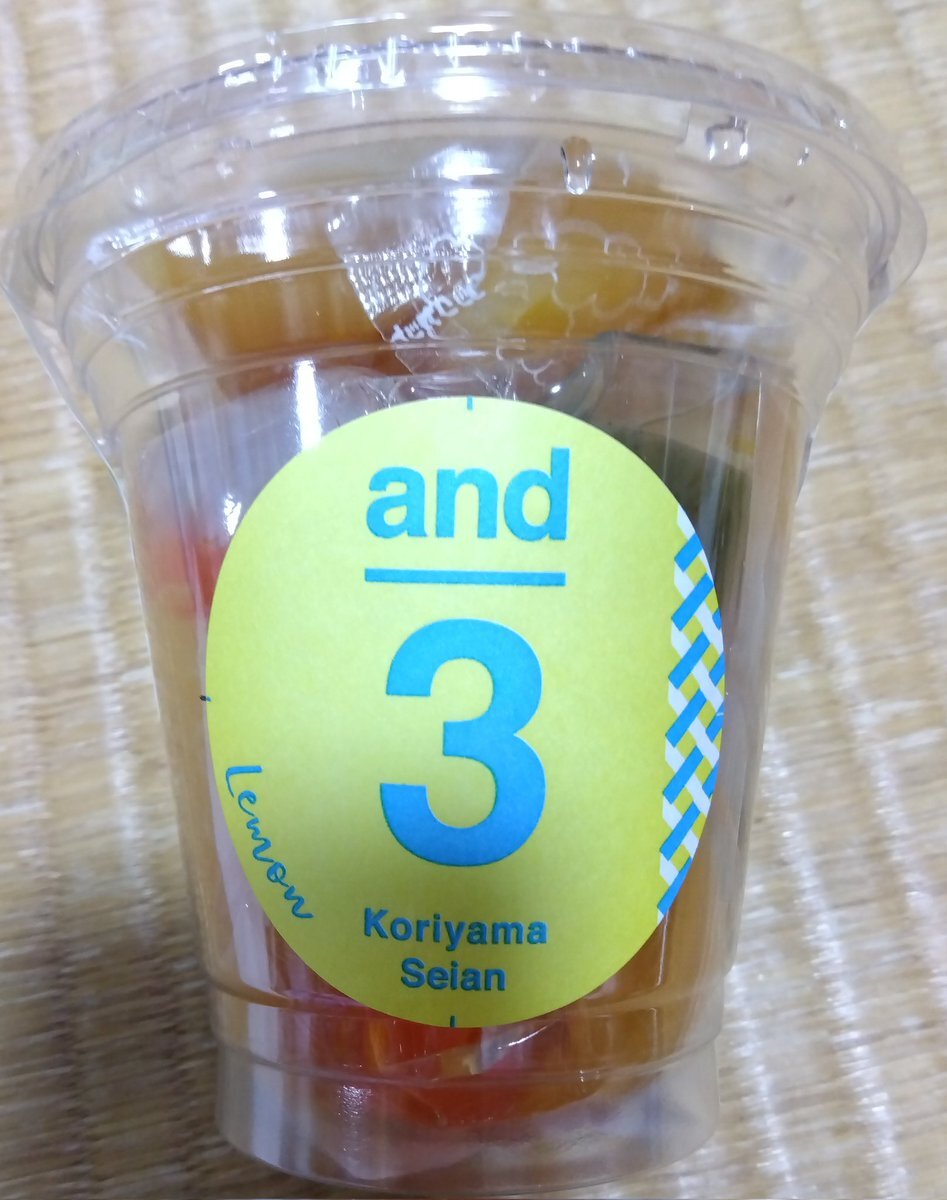 and
3
Lemon
Koriyama
Seian